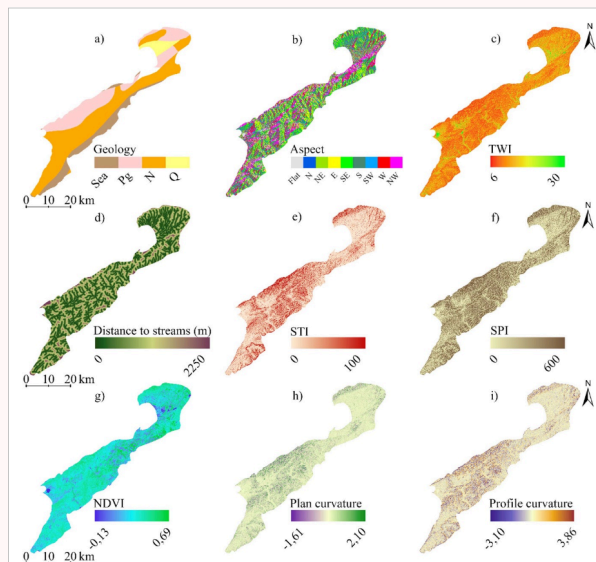 a)
b)
c)
N
Geology
Sea Pg N Q
0 10 20 km
Aspect
Flat N NE E SE S SW W NW
TWI
6 30
d)
e)
f)
N
Distance to streams (m)
0 2250
0 10 20 km
STI
0 100
SPI
0 600
g)
h)
i)
N
NDVI
-0,13 0,69
0 10 20 km
Plan curvature
-1,61 2,10
Profile curvature
-3,10 3,86